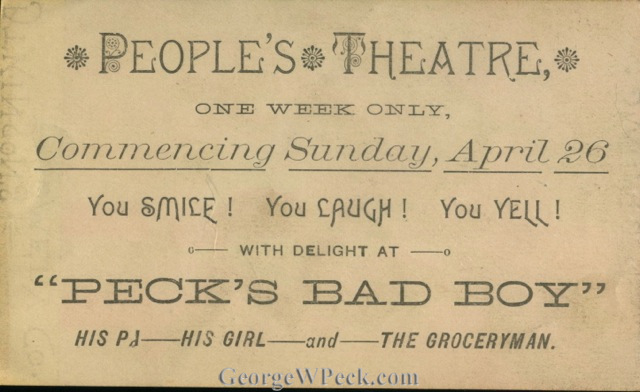 PEOPLE'S THEATRE,
ONE WEEK ONLY,
Commencing Sunday, April 26
You SMILE! You LAUGH! You YELL!
WITH DELIGHT AT
"PECK'S BAD BOY"
HIS PA—HIS GIRL—and—THE GROCERYMAN.
GeorgeWPeck.com